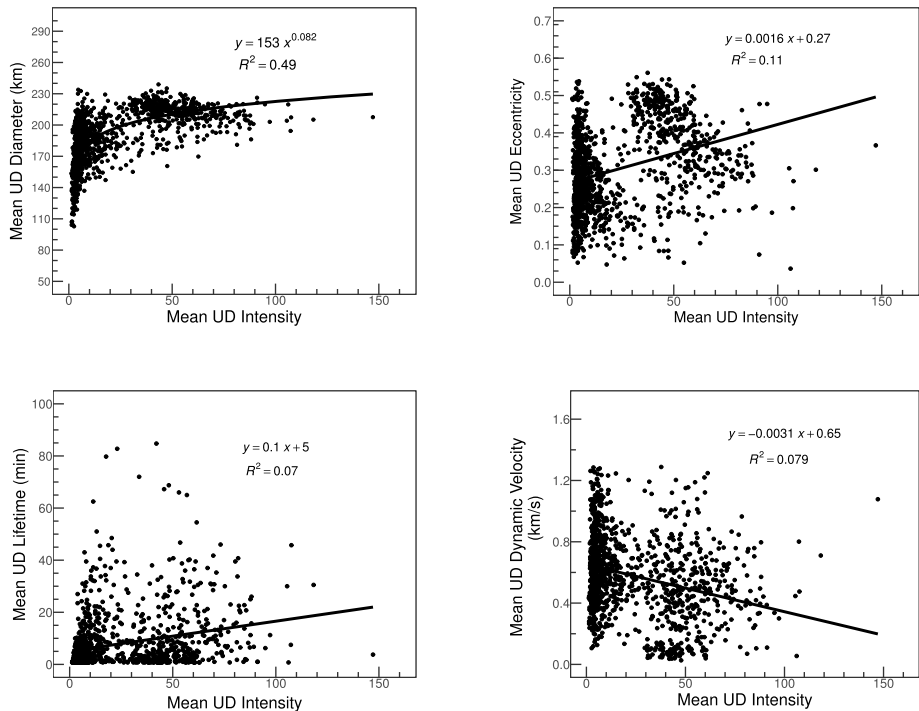 290
260
230
200
170
140
110
80
50
Mean UD Diameter (km)
y = 153 x^0.082
R^2 = 0.49
0 50 100 150
Mean UD Intensity
0.7
0.6
0.5
0.4
0.3
0.2
0.1
0.0
Mean UD Eccentricity
y = 0.0016 x + 0.27
R^2 = 0.11
0 50 100 150
Mean UD Intensity
100
80
60
40
20
0
Mean UD Lifetime (min)
y = 0.1 x + 5
R^2 = 0.07
0 50 100 150
Mean UD Intensity
1.6
1.2
0.8
0.4
0.0
Mean UD Dynamic Velocity
(km/s)
y = −0.0031 x + 0.65
R^2 = 0.079
0 50 100 150
Mean UD Intensity